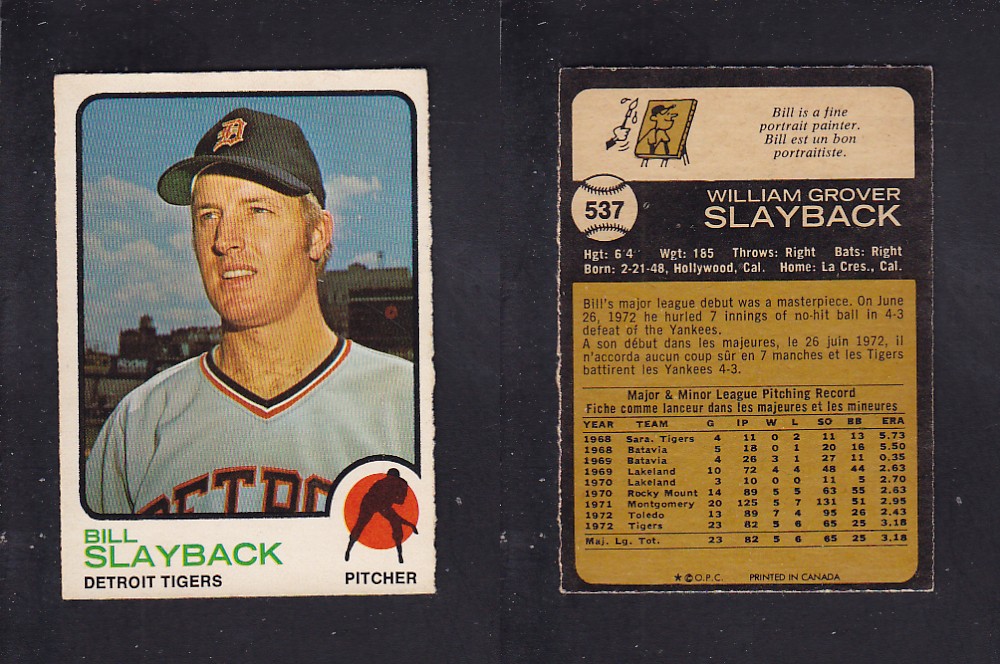 D
DETRO
BILL
SLAYBACK
DETROIT TIGERS
PITCHER
Bill is a fine
portrait painter.
Bill est un bon
portraitiste.
537
WILLIAM GROVER
SLAYBACK
Hgt: 6'4 Wgt: 185 Throws: Right Bats: Right
Born: 2-21-48, Hollywood, Cal. Home: La Cres., Cal.
Bill's major league debut was a masterpiece. On June
26, 1972 he hurled 7 innings of no-hit ball in 4-3
defeat of the Yankees.
A son début dans les majeures, le 26 juin 1972, il
n'accorda aucun coup sûr en 7 manches et les Tigers
battirent les Yankees 4-3.
Major & Minor League Pitching Record
Fiche comme lanceur dans les majeures et les mineures
YEAR TEAM G IP W L SO BB ERA
1968 Sara. Tigers 4 11 0 2 11 13 5.73
1968 Batavia 5 18 0 1 20 16 5.50
1969 Batavia 4 26 3 1 27 11 0.35
1969 Lakeland 10 72 4 4 48 44 2.63
1970 Lakeland 3 10 0 0 11 5 2.70
1970 Rocky Mount 14 89 5 5 63 55 2.63
1971 Montgomery 20 125 5 7 131 51 2.95
1972 Toledo 13 89 7 4 95 26 2.43
1972 Tigers 23 82 5 6 65 25 3.18
Maj. Lg. Tot. 23 82 5 6 65 25 3.18
★ © O.P.C. PRINTED IN CANADA